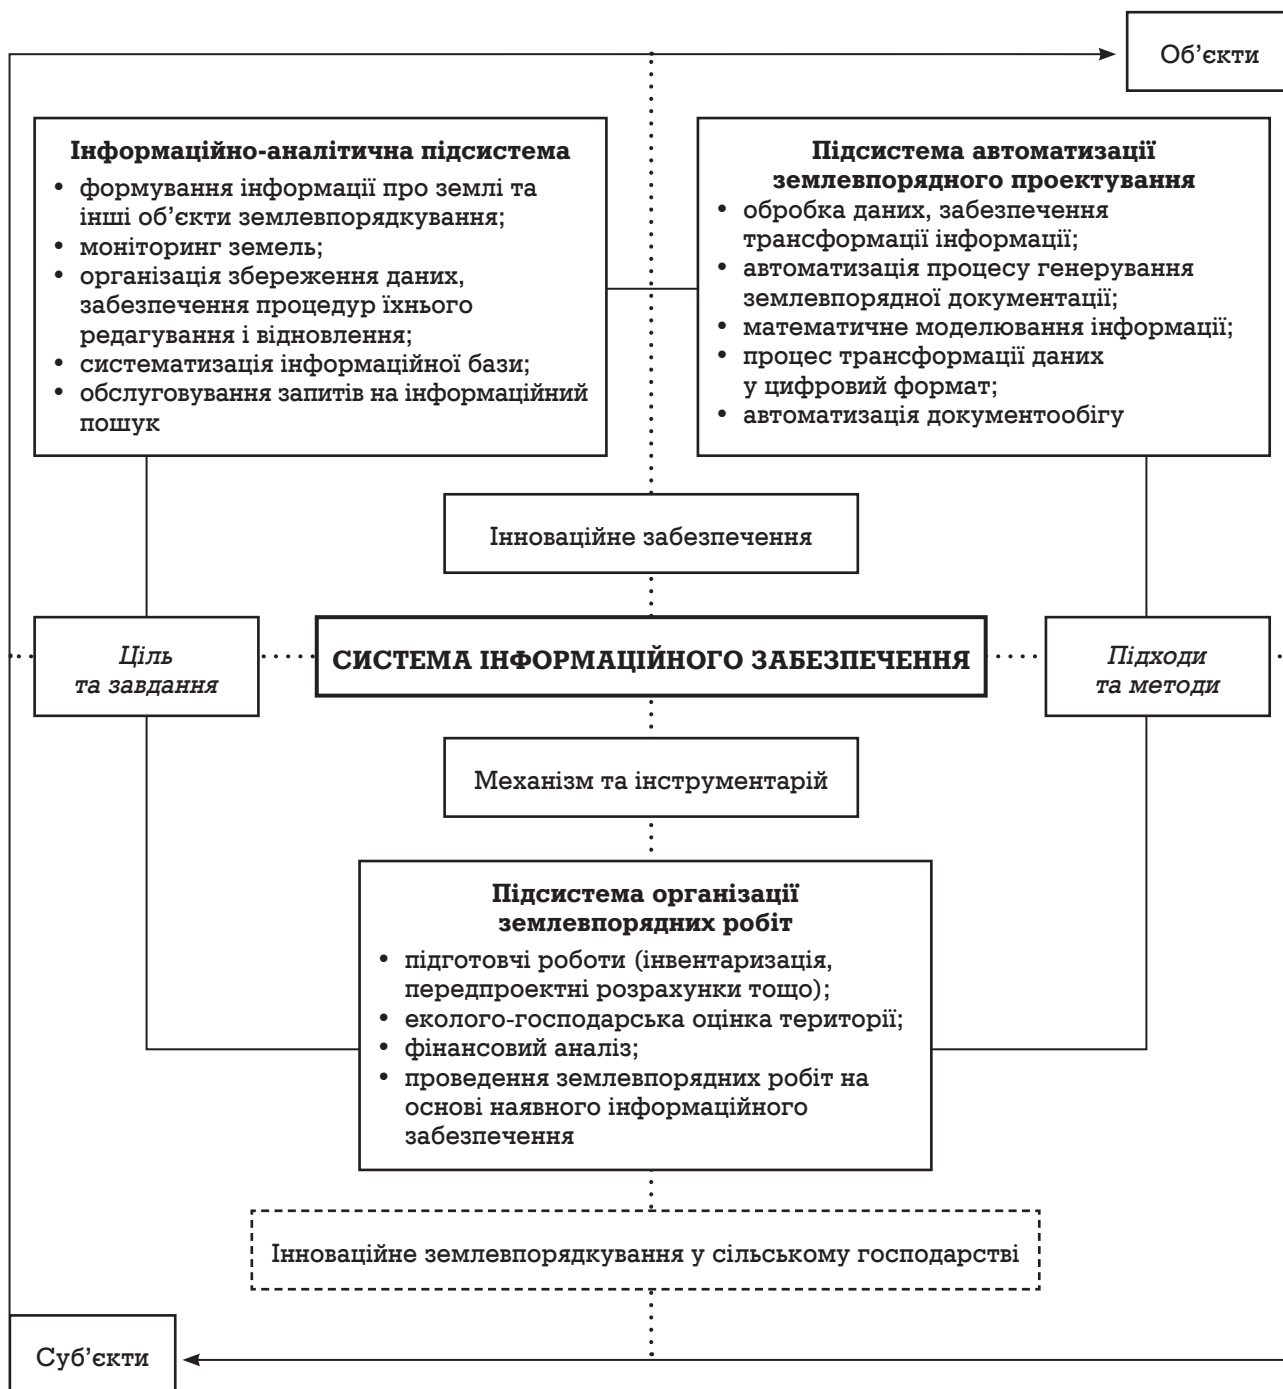 Об’єкти
Інформаційно-аналітична підсистема
• формування інформації про землі та
інші об’єкти землевпорядкування;
• моніторинг земель;
• організація збереження даних,
забезпечення процедур їхнього
редагування і відновлення;
• систематизація інформаційної бази;
• обслуговування запитів на інформаційний
пошук
Підсистема автоматизації
землевпорядного проектування
• обробка даних, забезпечення
трансформації інформації;
• автоматизація процесу генерування
землевпорядної документації;
• математичне моделювання інформації;
• процес трансформації даних
у цифровий формат;
• автоматизація документообігу
Інноваційне забезпечення
Ціль
та завдання
СИСТЕМА ІНФОРМАЦІЙНОГО ЗАБЕЗПЕЧЕННЯ
Підходи
та методи
Механізм та інструментарій
Підсистема організації
землевпорядних робіт
• підготовчі роботи (інвентаризація,
передпроектні розрахунки тощо);
• еколого-господарська оцінка території;
• фінансовий аналіз;
• проведення землевпорядних робіт на
основі наявного інформаційного
забезпечення
Інноваційне землевпорядкування у сільському господарстві
Суб’єкти